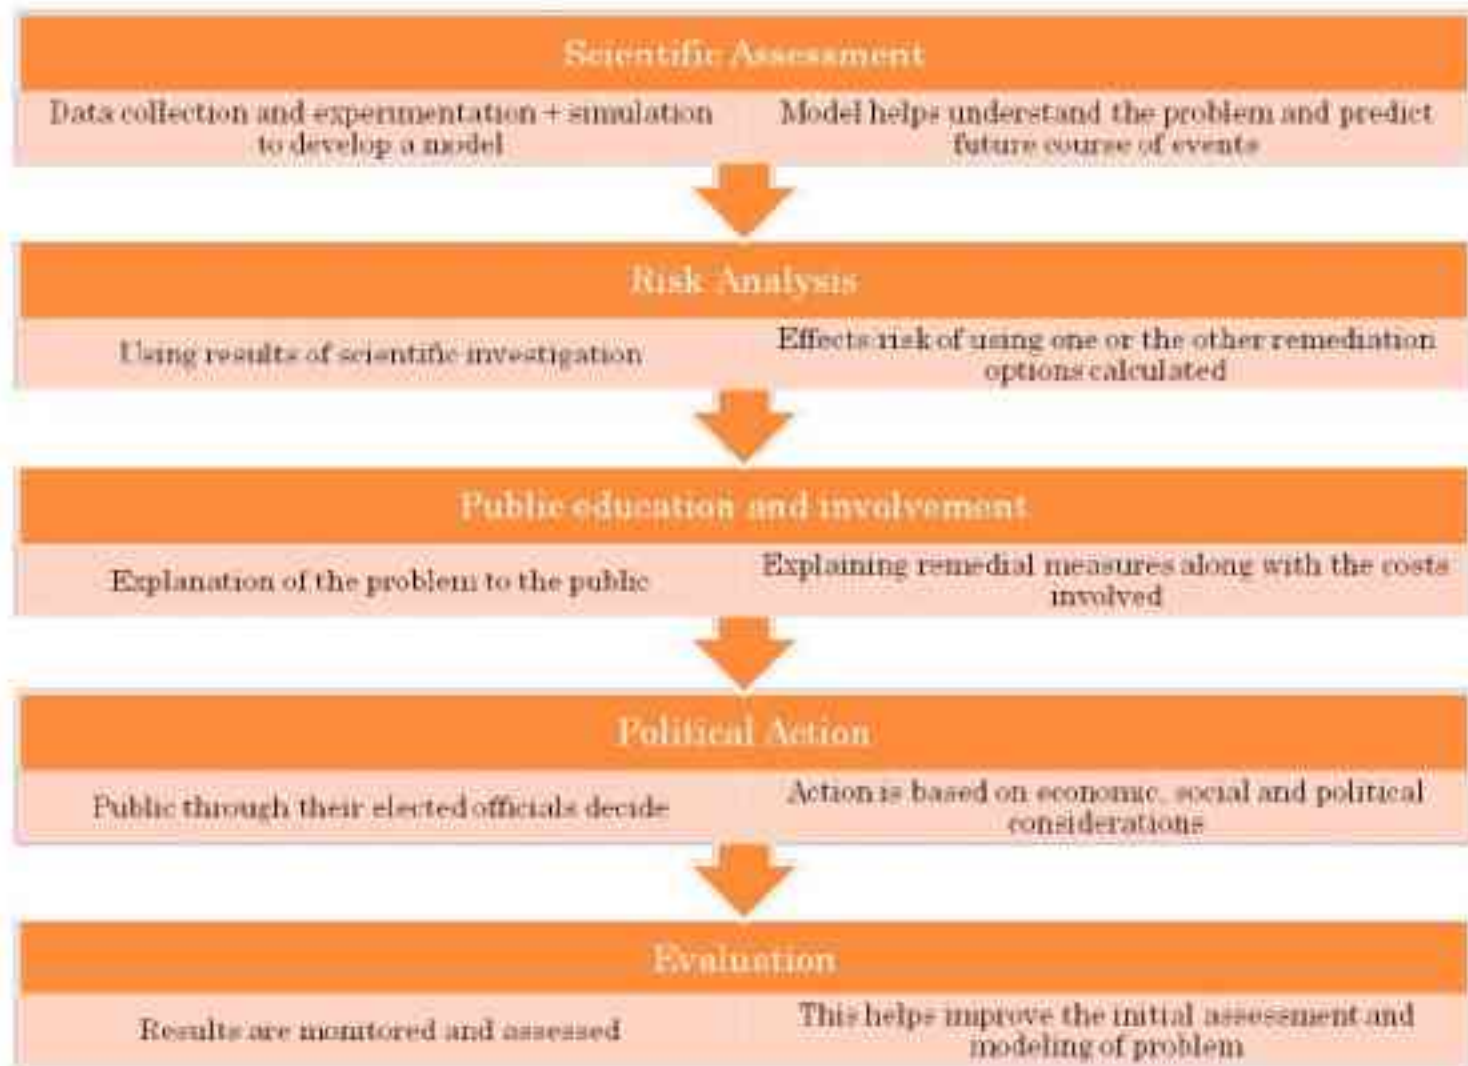 Scientific Assessment
Data collection and experimentation + simulation
to develop a model
Model helps understand the problem and predict
future course of events
Risk Analysis
Using results of scientific investigation
Effects risk of using one or the other remediation
options calculated
Public education and involvement
Explanation of the problem to the public
Explaining remedial measures along with the costs
involved
Political Action
Public through their elected officials decide
Action is based on economic, social and political
considerations
Evaluation
Results are monitored and assessed
This helps improve the initial assessment and
modeling of problem